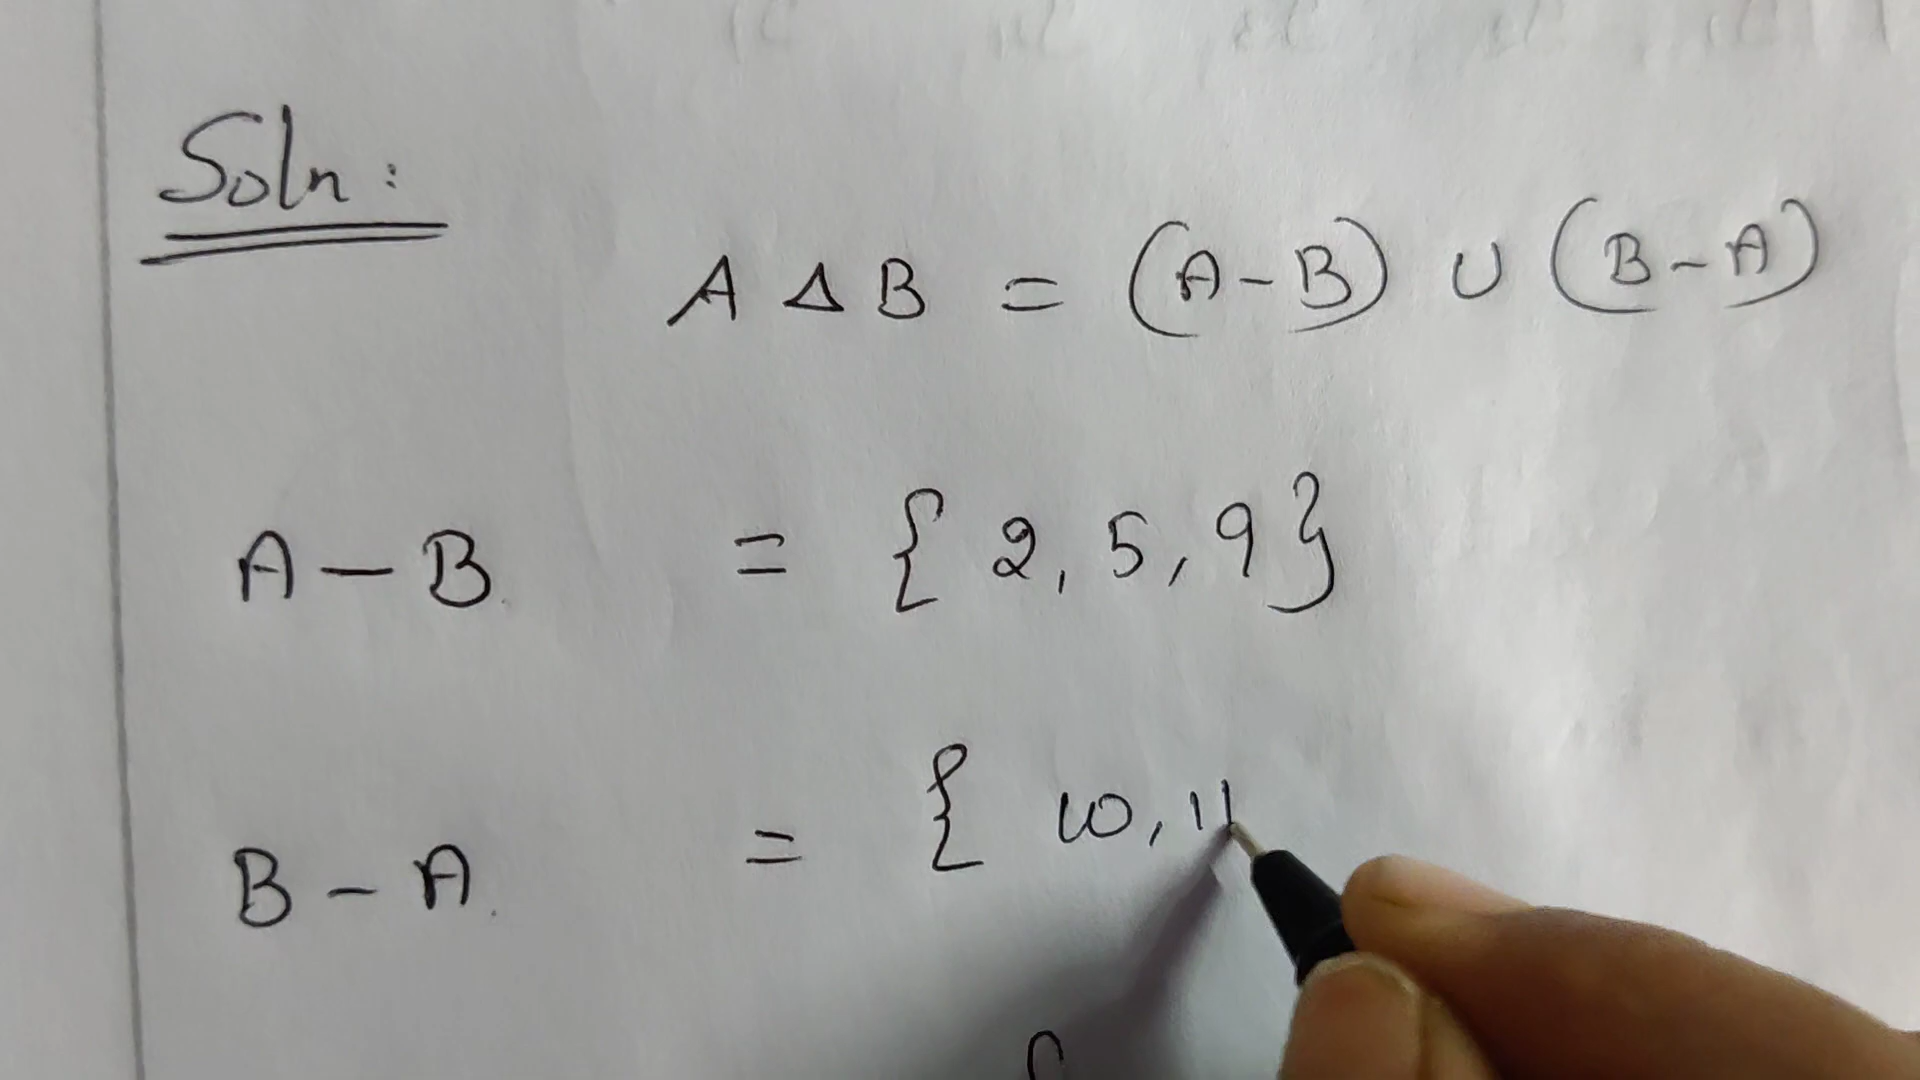 Soln:
A Δ B = (A-B) ∪ (B-A)
A-B = { 2, 5, 9}
B-A = { 10, 11
{